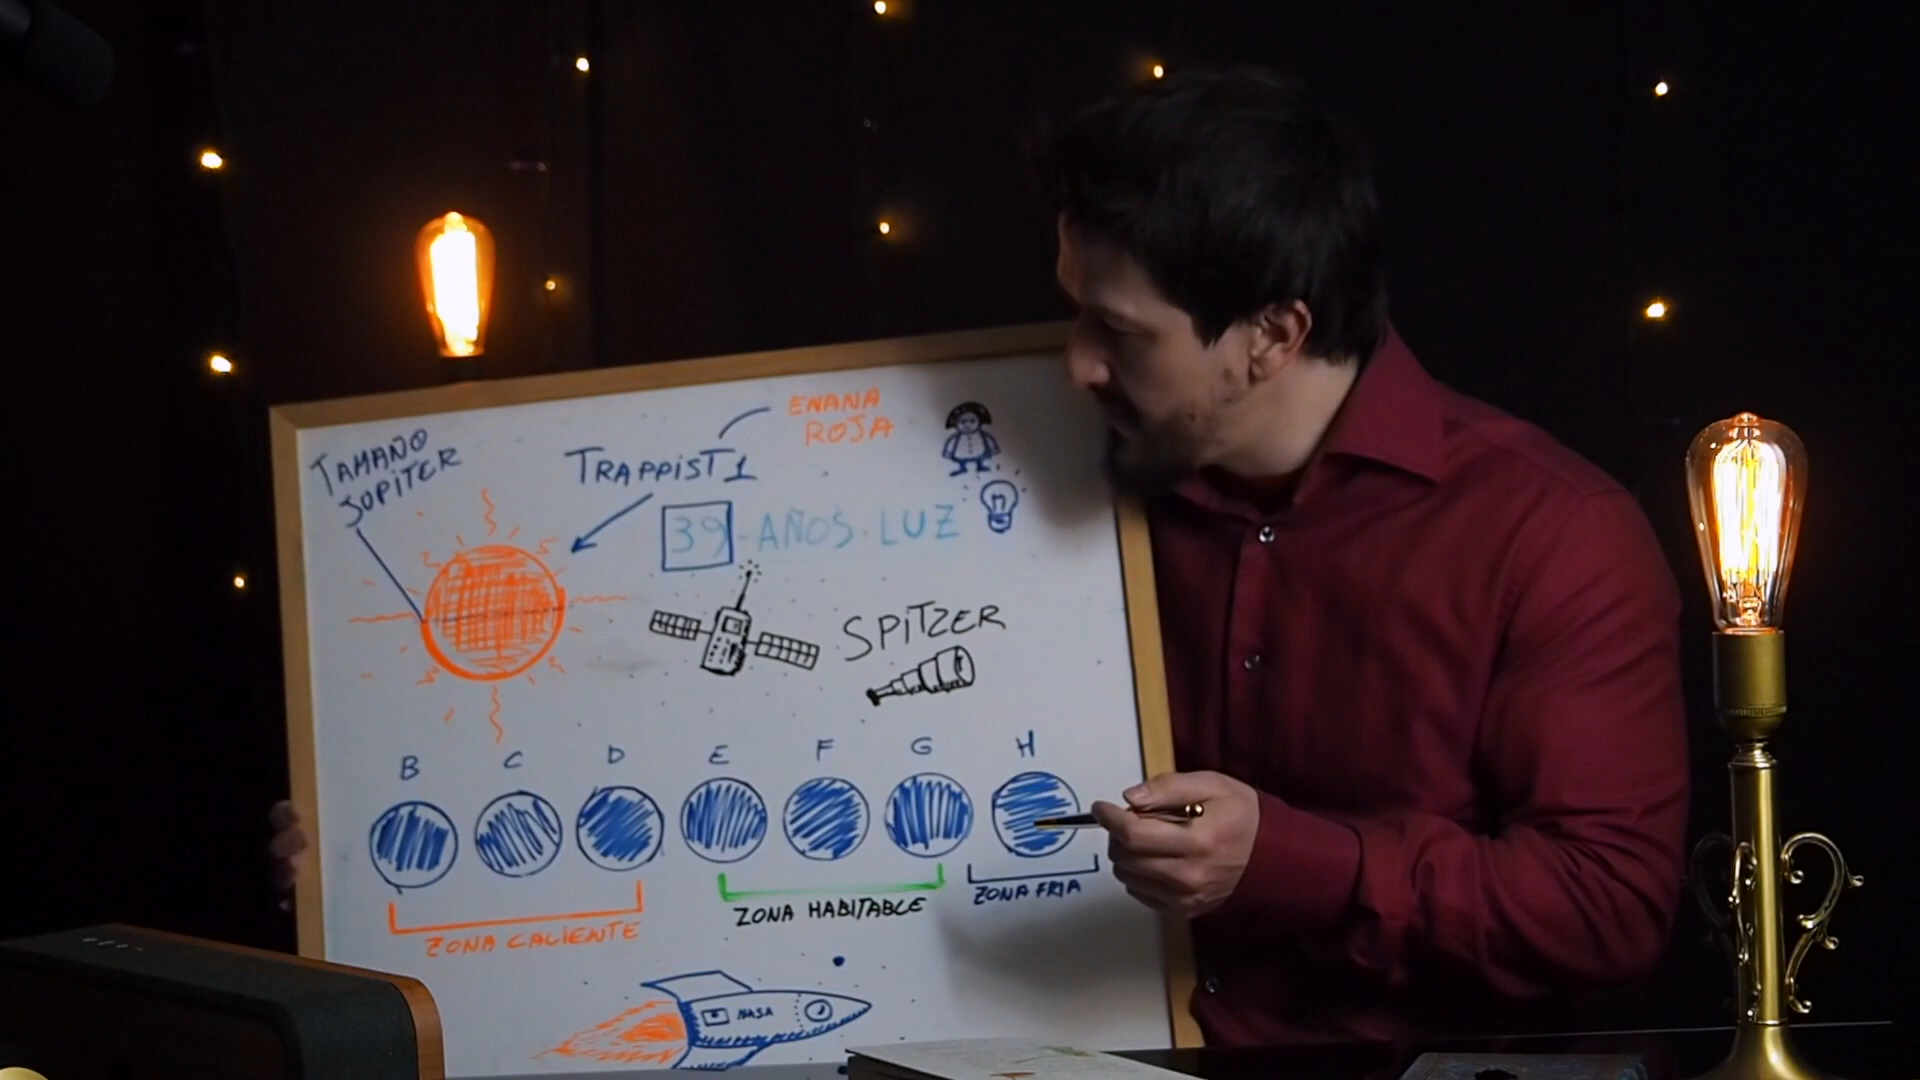 ENANA
ROJA
TAMAÑO
JUPITER
TRAPPIST 1
39 AÑOS LUZ
SPITZER
B C D E F G H
ZONA CALIENTE
ZONA HABITABLE
ZONA FRIA
NASA